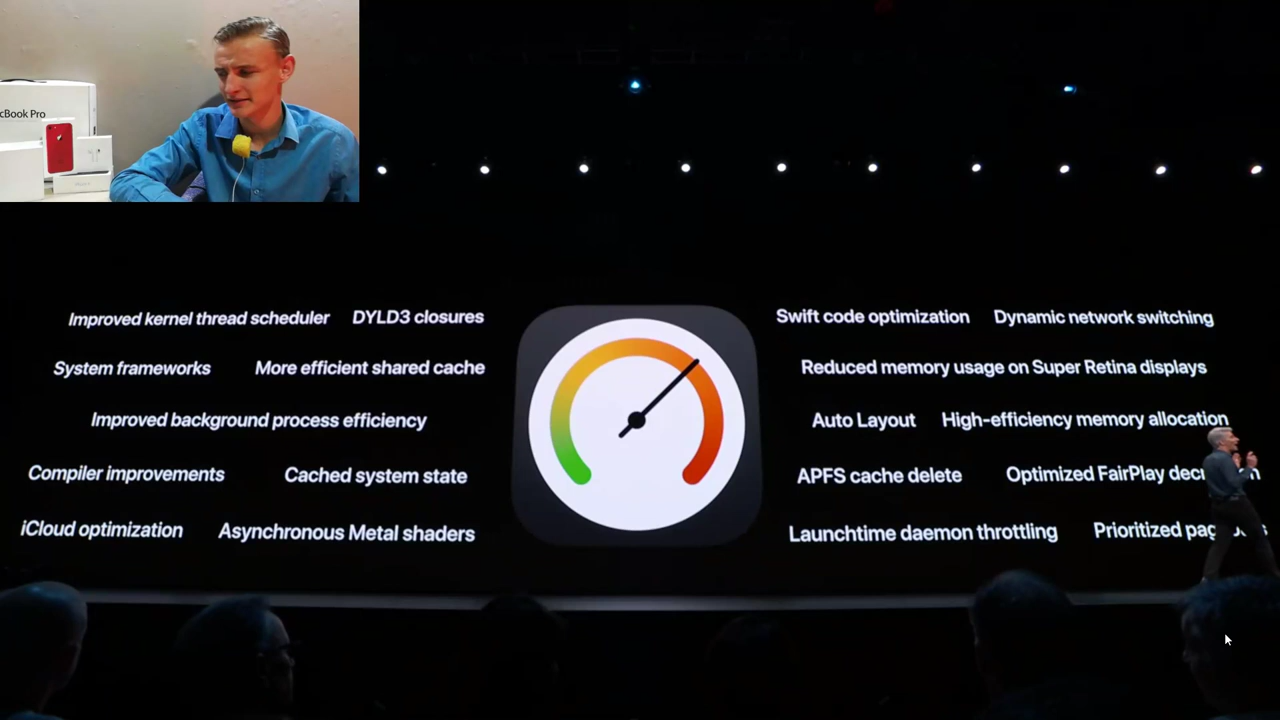 cBook Pro
Improved kernel thread scheduler DYLD3 closures
Swift code optimization Dynamic network switching
System frameworks More efficient shared cache
Reduced memory usage on Super Retina displays
Improved background process efficiency
Auto Layout High-efficiency memory allocation
Compiler improvements Cached system state
APFS cache delete Optimized FairPlay
iCloud optimization Asynchronous Metal shaders
Launchtime daemon throttling Prioritized